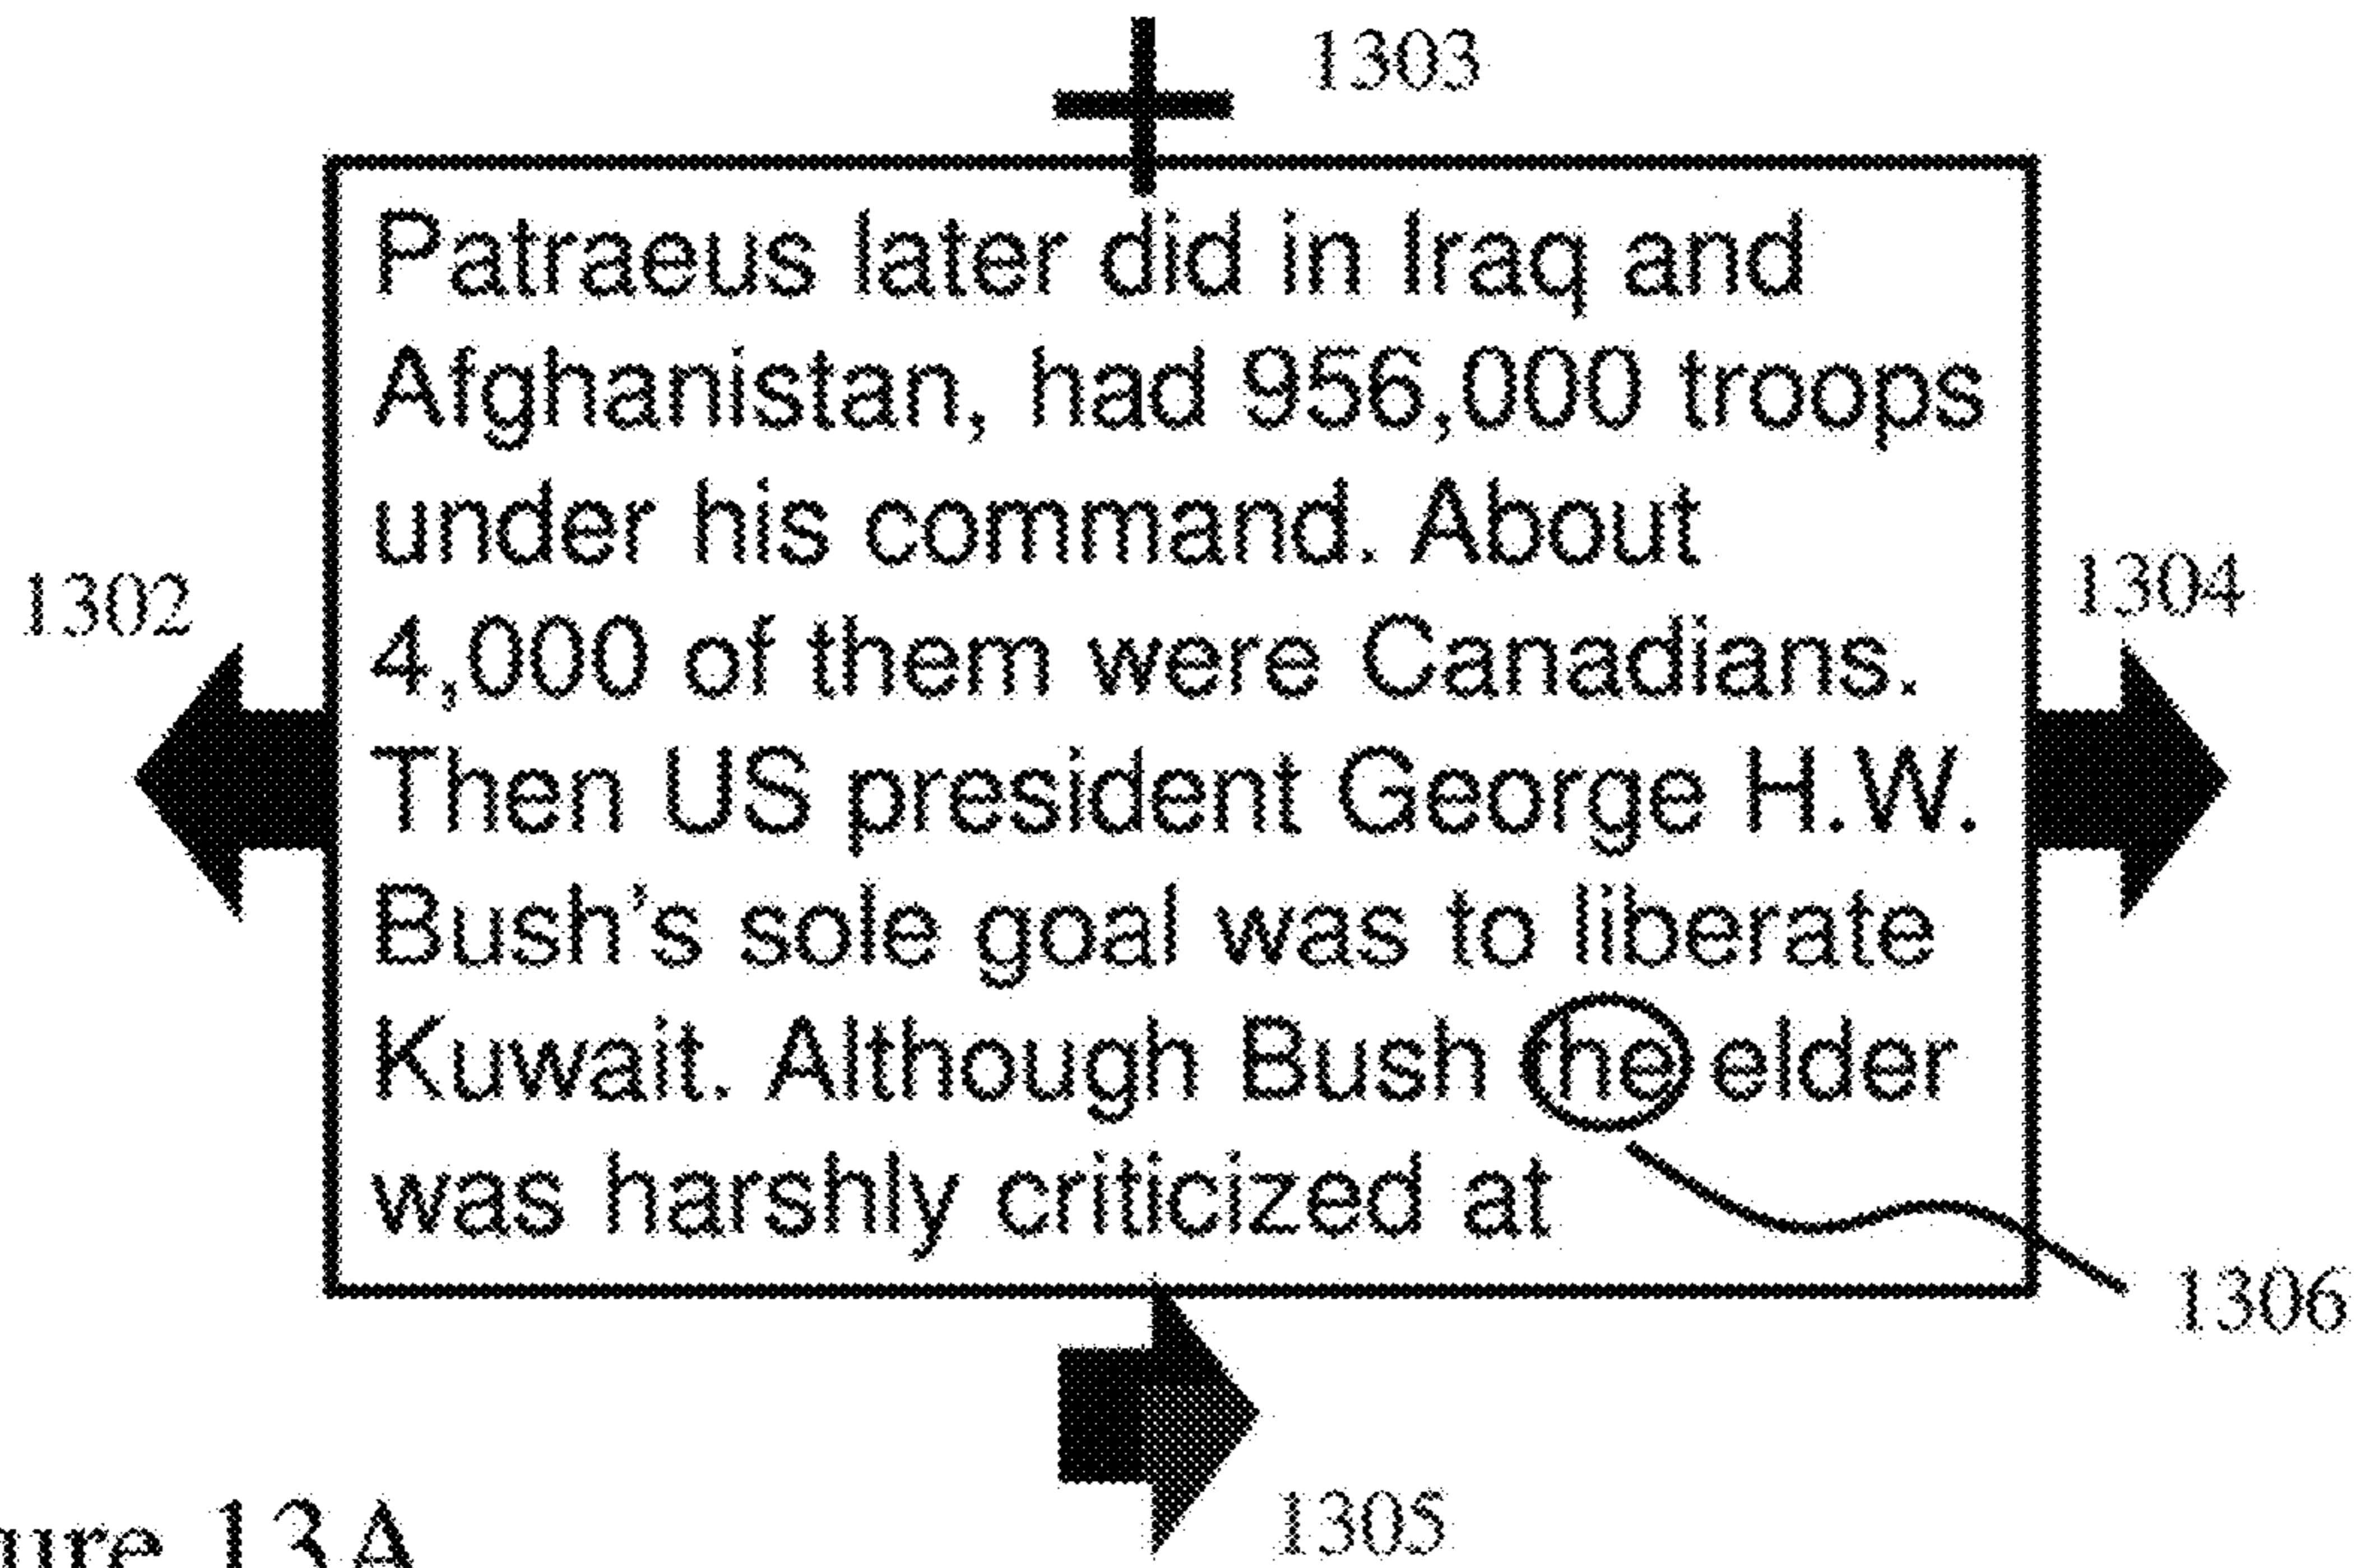 1303
Patraeus later did in Iraq and
Afghanistan, had 956,000 troops
under his command. About
4,000 of them were Canadians.
Then US president George H.W.
Bush's sole goal was to liberate
Kuwait. Although Bush the elder
was harshly criticized at
1302
1304
1306
1305
ure 13A